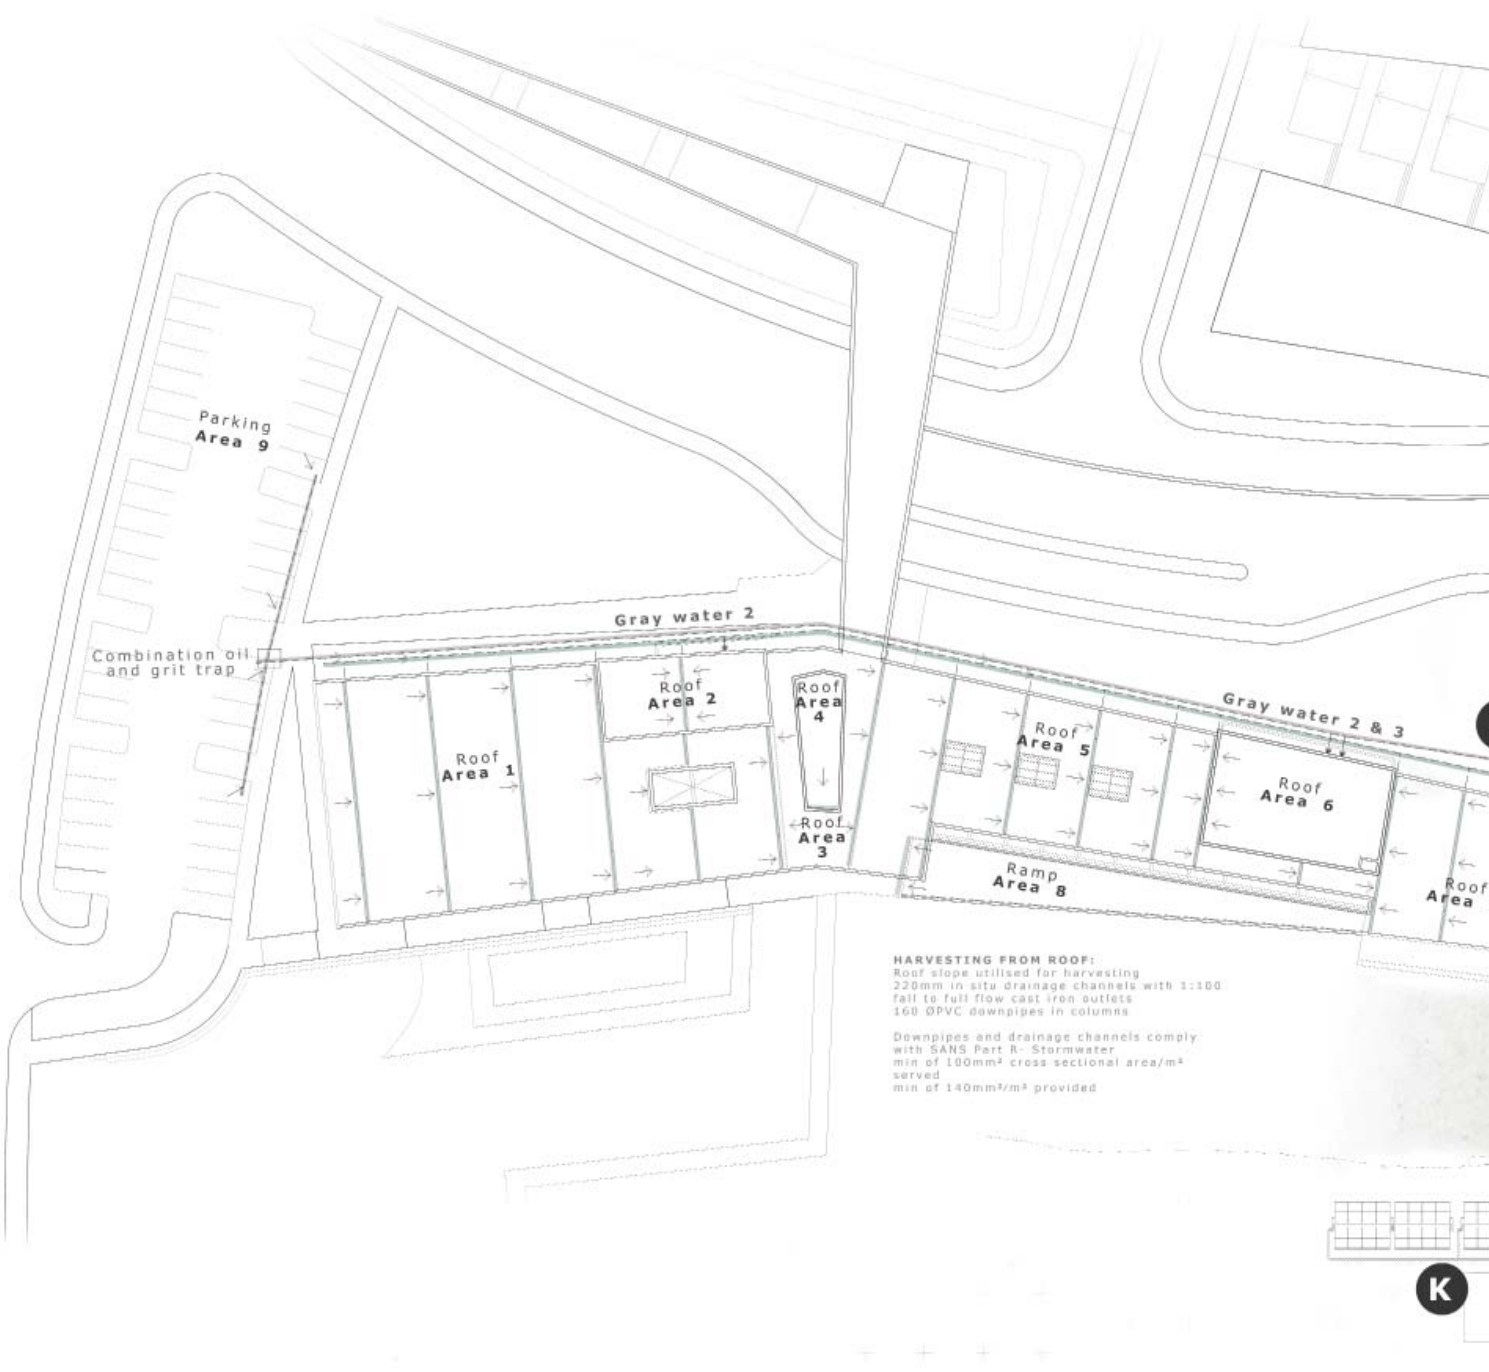 Parking
Area 9
Gray water 2
Combination oil
and grit trap
Roof
Area 2
Roof
Area 4
Roof
Area 1
Roof
Area 3
Gray water 2 & 3
Roof
Area 5
Roof
Area 6
Ramp
Area 8
Roof
Area
HARVESTING FROM ROOF:
Roof slope utilised for harvesting
220mm in situ drainage channels with 1:100
fall to full flow cast iron outlets
160 ØPVC downpipes in columns
Downpipes and drainage channels comply
with SANS Part R- Stormwater
min of 100mm² cross sectional area/m²
served
min of 140mm²/m² provided
K